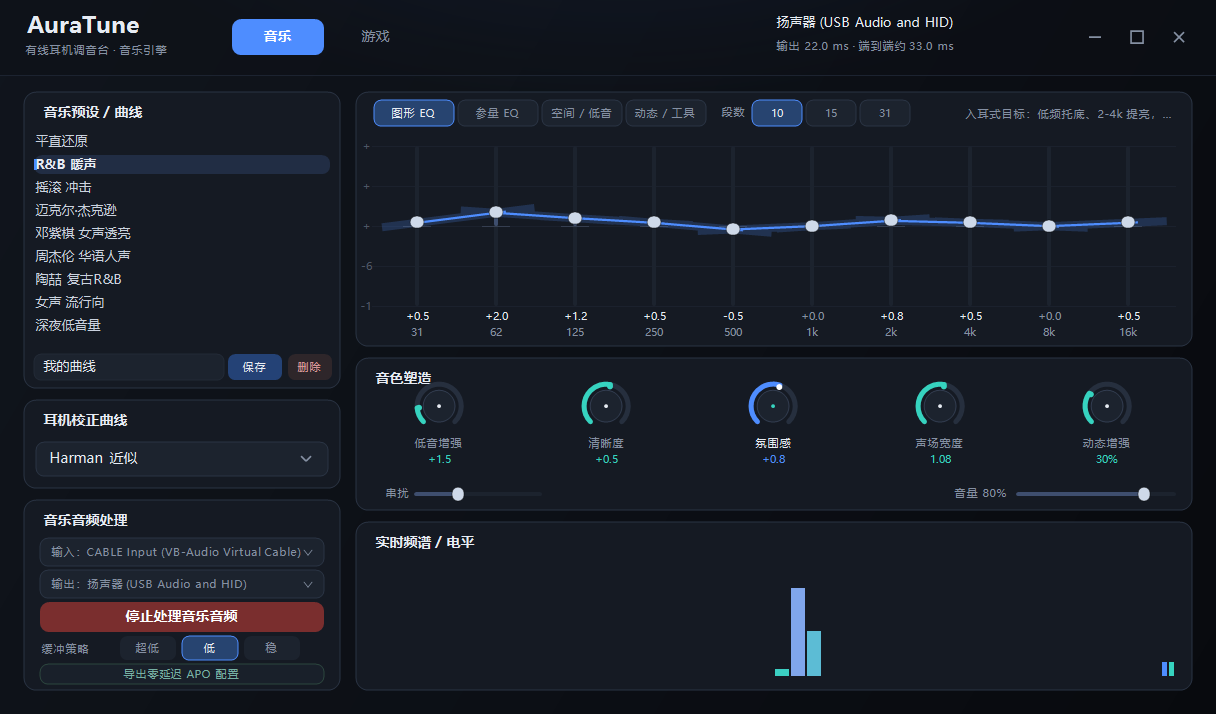 AuraTune
有线耳机调音台 · 音乐引擎
音乐
游戏
扬声器 (USB Audio and HID)
输出 22.0 ms · 端到端约 33.0 ms
音乐预设 / 曲线
平直还原
R&B 暖声
摇滚 冲击
迈克尔·杰克逊
邓紫棋 女声透亮
周杰伦 华语人声
陶喆 复古R&B
女声 流行向
深夜低音量
我的曲线
保存
删除
耳机校正曲线
Harman 近似
音乐音频处理
输入: CABLE Input (VB-Audio Virtual Cable)
输出: 扬声器 (USB Audio and HID)
停止处理音乐音频
缓冲策略
超低
低
稳
导出零延迟 APO 配置
图形 EQ
参量 EQ
空间 / 低音
动态 / 工具
段数
10
15
31
入耳式目标: 低频托底、2-4k 提亮, ...
+
+
+
-6
-1
+0.5 +2.0 +1.2 +0.5 -0.5 +0.0 +0.8 +0.5 +0.0 +0.5
31 62 125 250 500 1k 2k 4k 8k 16k
音色塑造
低音增强 清晰度 氛围感 声场宽度 动态增强
+1.5 +0.5 +0.8 1.08 30%
串扰
音量 80%
实时频谱 / 电平